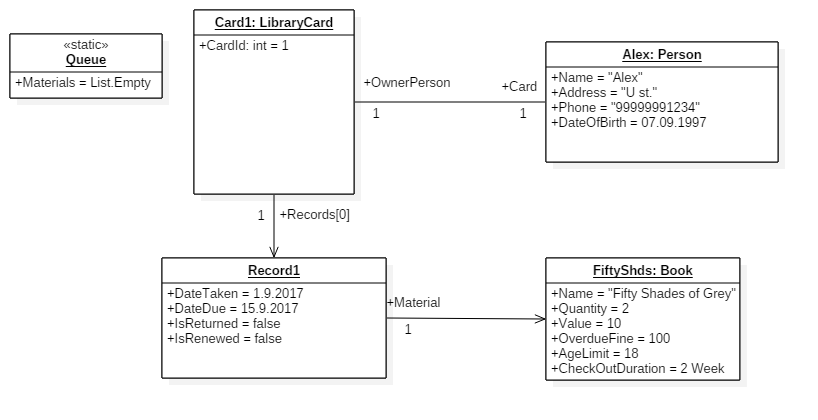 Card1: LibraryCard
+CardId: int = 1
«static»
Queue
+Materials = List.Empty
Alex: Person
+Name = "Alex"
+Address = "U st."
+Phone = "99999991234"
+DateOfBirth = 07.09.1997
+OwnerPerson
+Card
1
1
1
+Records[0]
Record1
+DateTaken = 1.9.2017
+DateDue = 15.9.2017
+IsReturned = false
+IsRenewed = false
+Material
1
FiftyShds: Book
+Name = "Fifty Shades of Grey"
+Quantity = 2
+Value = 10
+OverdueFine = 100
+AgeLimit = 18
+CheckOutDuration = 2 Week